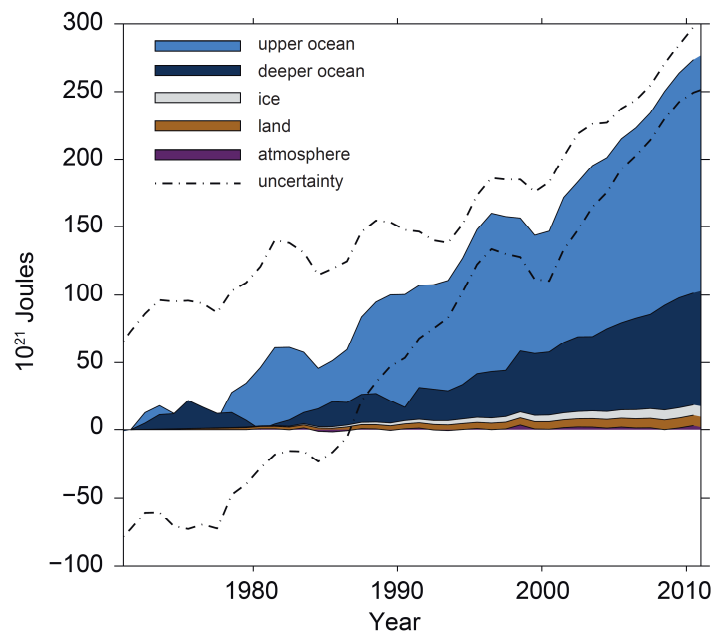 300
250
200
150
100
50
0
−50
−100
10²¹ Joules
upper ocean
deeper ocean
ice
land
atmosphere
uncertainty
1980
1990
2000
2010
Year